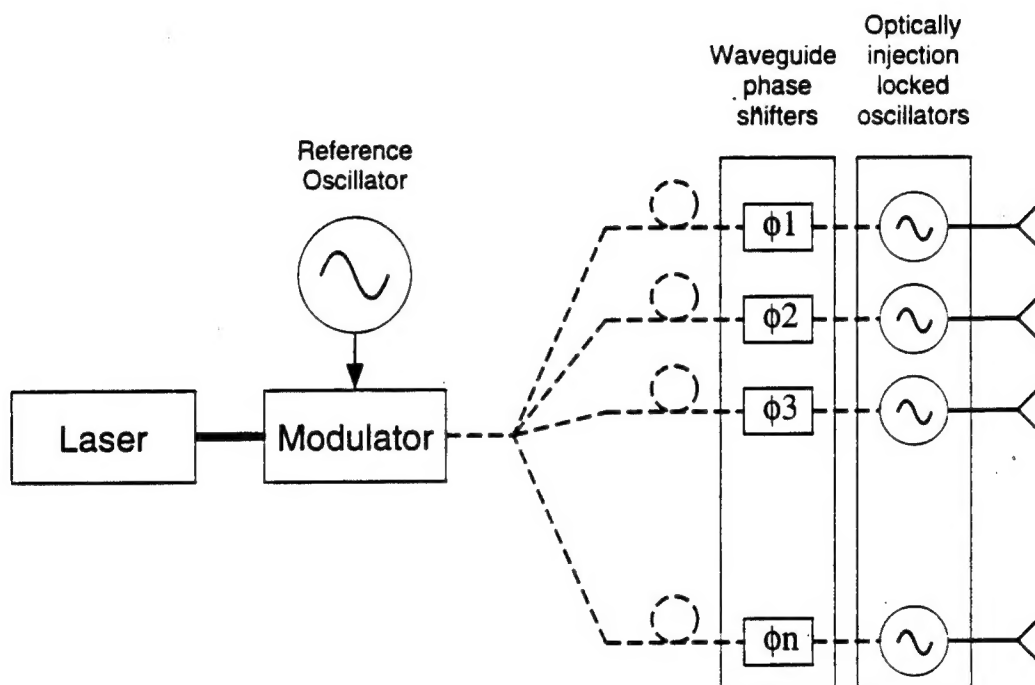 Optically
injection
locked
oscillators
Waveguide
phase
shifters
Reference
Oscillator
Laser
Modulator
ϕ1
ϕ2
ϕ3
ϕn